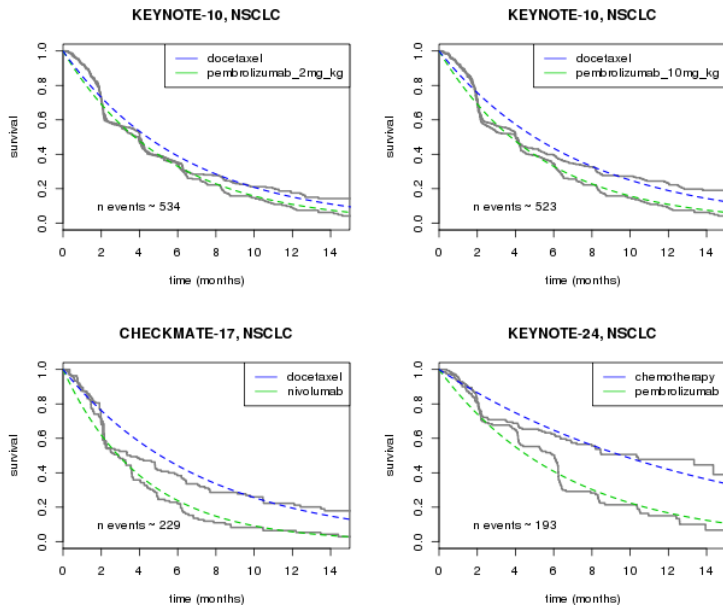 KEYNOTE-10, NSCLC
survival
1.0
0.8
0.6
0.4
0.2
0.0
docetaxel
pembrolizumab_2mg_kg
n events ~ 534
0 2 4 6 8 10 12 14
time (months)
KEYNOTE-10, NSCLC
survival
1.0
0.8
0.6
0.4
0.2
0.0
docetaxel
pembrolizumab_10mg_kg
n events ~ 523
0 2 4 6 8 10 12 14
time (months)
CHECKMATE-17, NSCLC
survival
1.0
0.8
0.6
0.4
0.2
0.0
docetaxel
nivolumab
n events ~ 229
0 2 4 6 8 10 12 14
time (months)
KEYNOTE-24, NSCLC
survival
1.0
0.8
0.6
0.4
0.2
0.0
chemotherapy
pembrolizumab
n events ~ 193
0 2 4 6 8 10 12 14
time (months)